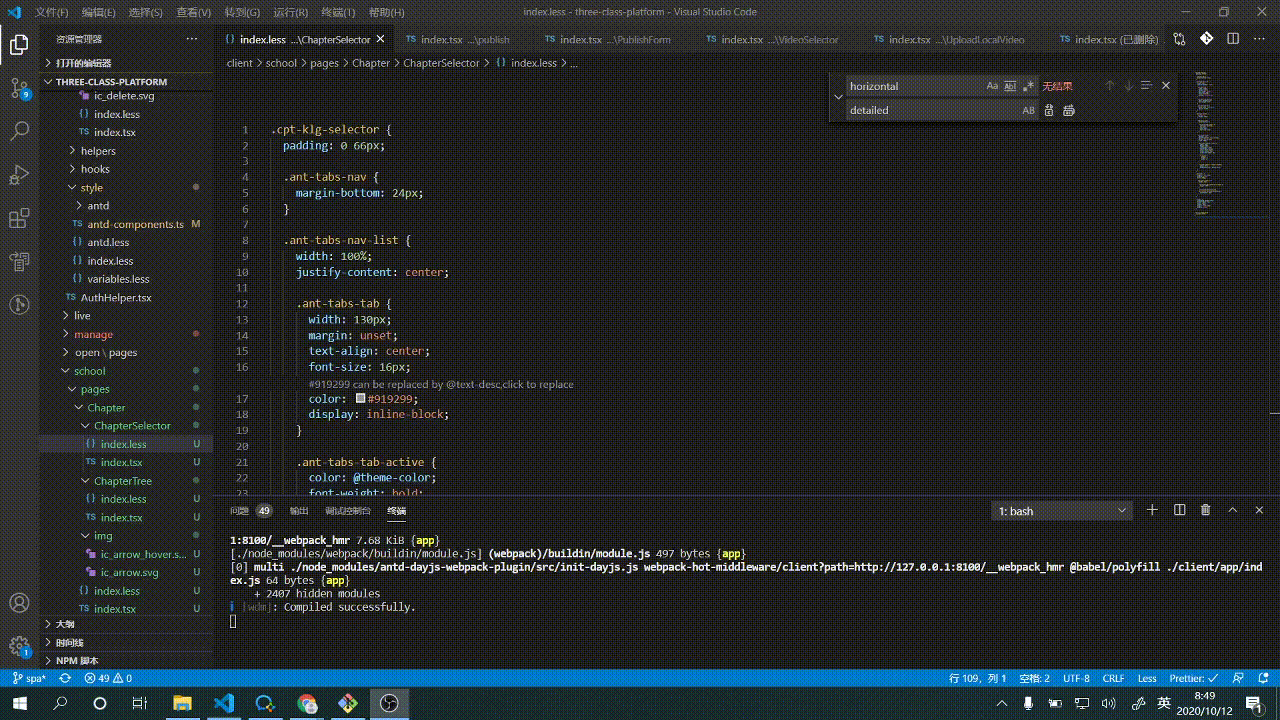 文件(F) 编辑(E) 选择(S) 查看(V) 转到(G) 运行(R) 终端(T) 帮助(H) index.less - three-class-platform - Visual Studio Code
资源管理器 ···
index.less ...\ChapterSelector index.tsx ...\publish index.tsx ...\PublishForm index.tsx ...\VideoSelector index.tsx ...\UploadLocalVideo index.tsx (已删除)
打开的编辑器
client > school > pages > Chapter > ChapterSelector > {} index.less > ...
THREE-CLASS-PLATFORM
horizontal Aa Abl .* 无结果
detailed AB
ic_delete.svg
index.less
index.tsx
helpers
hooks
style
antd
antd-components.ts M
antd.less
index.less
variables.less
AuthHelper.tsx
live
manage
open \ pages
school
pages
Chapter
ChapterSelector
index.less U
index.tsx U
ChapterTree
index.less U
index.tsx U
img
ic_arrow_hover.s... U
ic_arrow.svg U
index.less U
index.tsx U
大纲
时间线
NPM 脚本
9
1
1 .cpt-klg-selector {
2 padding: 0 66px;
3
4 .ant-tabs-nav {
5 margin-bottom: 24px;
6 }
7
8 .ant-tabs-nav-list {
9 width: 100%;
10 justify-content: center;
11
12 .ant-tabs-tab {
13 width: 130px;
14 margin: unset;
15 text-align: center;
16 font-size: 16px;
#919299 can be replaced by @text-desc,click to replace
17 color: #919299;
18 display: inline-block;
19 }
20
21 .ant-tabs-tab-active {
22 color: @theme-color;
23 font-weight: bold;
问题 49 输出 调试控制台 终端 1: bash
1:8100/__webpack_hmr 7.68 KiB {app}
[./node_modules/webpack/buildin/module.js] (webpack)/buildin/module.js 497 bytes {app}
[0] multi ./node_modules/antd-dayjs-webpack-plugin/src/init-dayjs.js webpack-hot-middleware/client?path=http://127.0.0.1:8100/__webpack_hmr @babel/polyfill ./client/app/ind
ex.js 64 bytes {app}
+ 2407 hidden modules
i [wdm]: Compiled successfully.
spa* 49 0 行 109，列 1 空格: 2 UTF-8 CRLF Less Prettier: ✓
英 8:49
2020/10/12 1